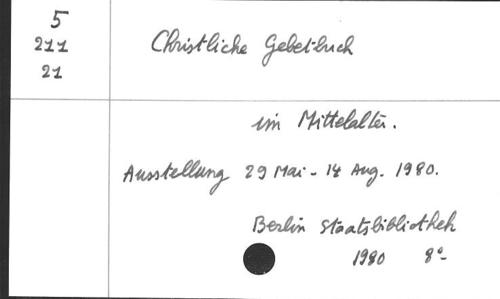 5
211
21
Christliche Gebetbuch
im Mittelalter.
Ausstellung 29 Mai - 14 Aug. 1980.
Berlin Staatsbibliothek
1980 8°